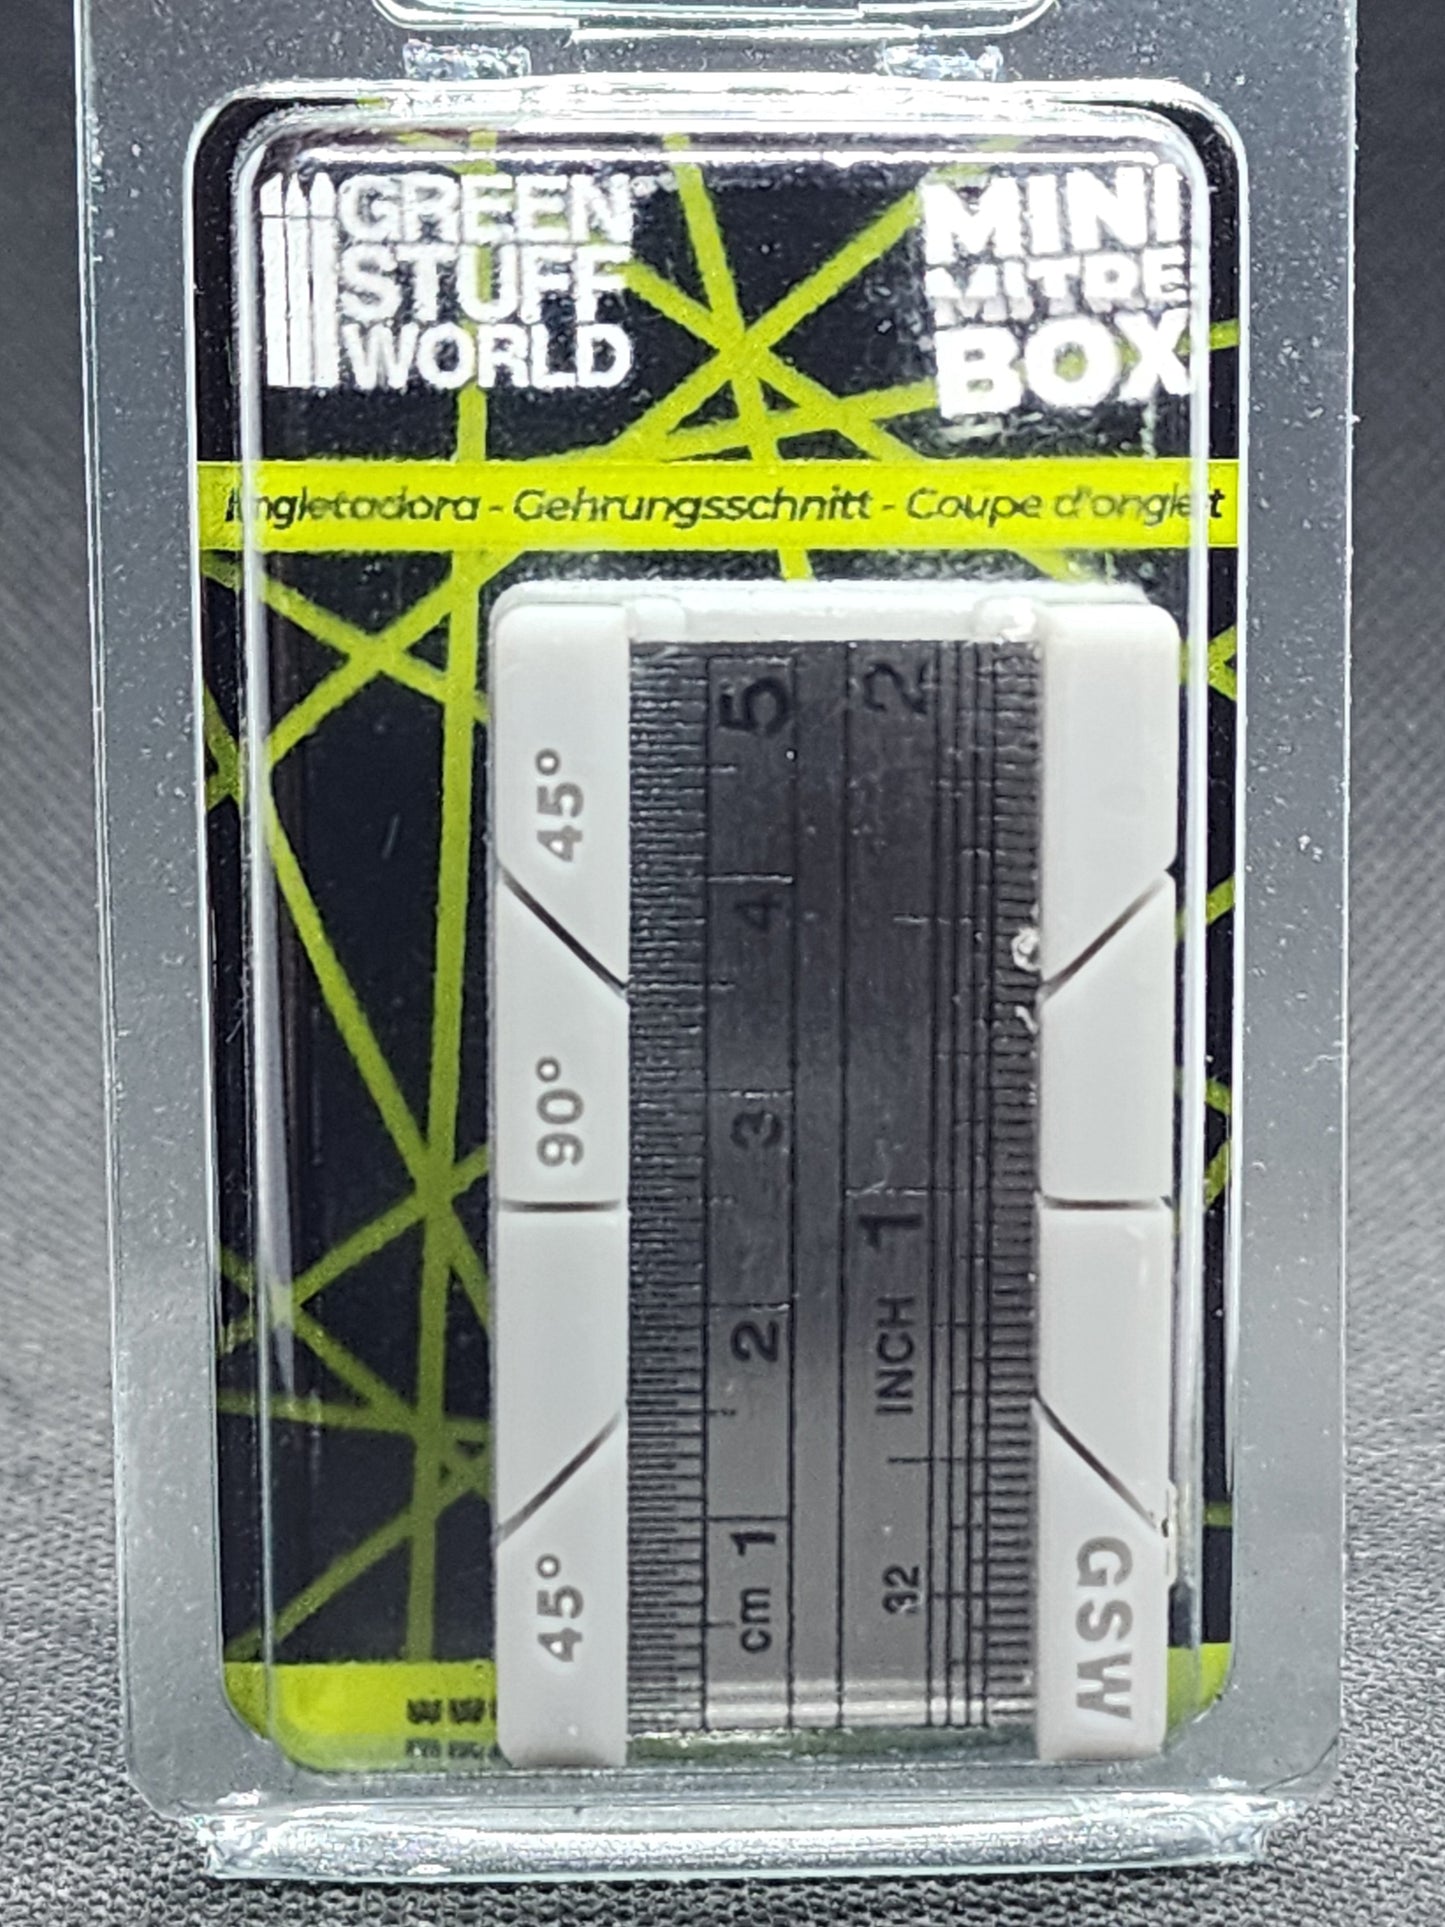 GREEN
STUFF
WORLD
MINI
MITRE
BOX
Ingletadora - Gehrungsschnitt - Coupe d'onglet
45°
90°
45°
5
4
3
2
cm 1
2
1
INCH
32
GSW